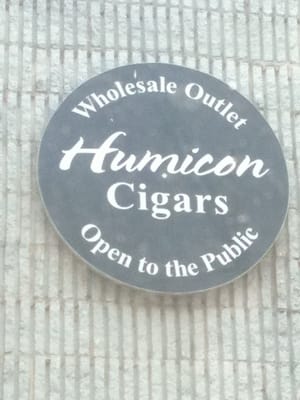 Wholesale Outlet
Humicon
Cigars
Open to the Public